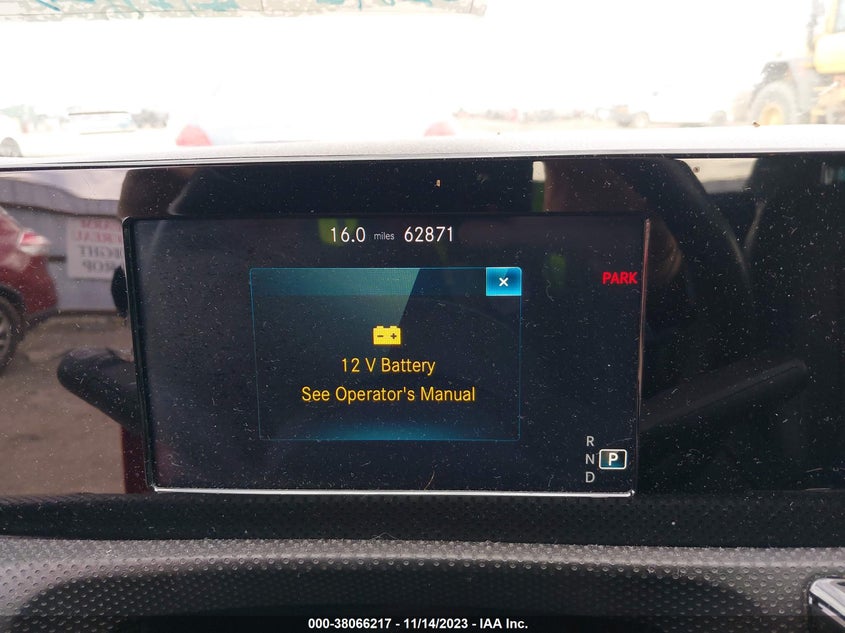 16.0 miles 62871
PARK
12 V Battery
See Operator's Manual
R
N P
D
000-38066217 - 11/14/2023 - IAA Inc.